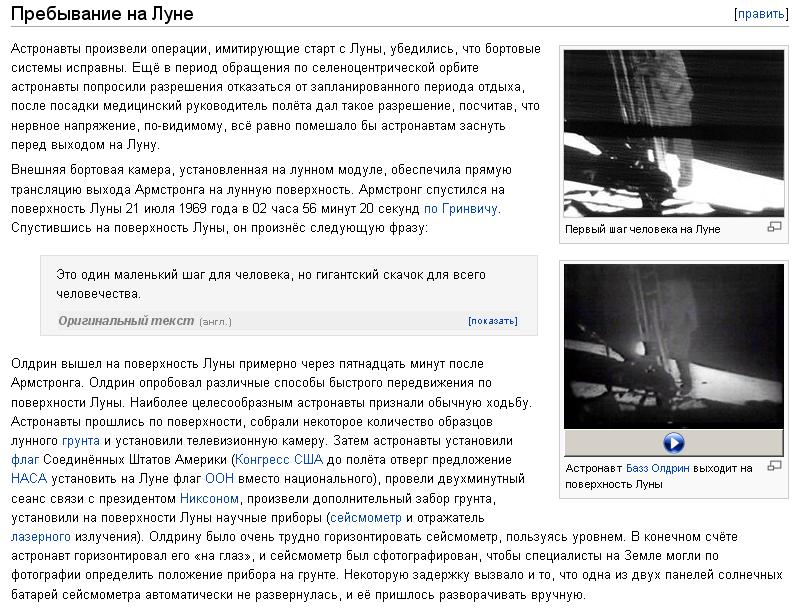 Пребывание на Луне
[править]
Астронавты произвели операции, имитирующие старт с Луны, убедились, что бортовые
системы исправны. Ещё в период обращения по селеноцентрической орбите
астронавты попросили разрешения отказаться от запланированного периода отдыха,
после посадки медицинский руководитель полёта дал такое разрешение, посчитав, что
нервное напряжение, по-видимому, всё равно помешало бы астронавтам заснуть
перед выходом на Луну.
Внешняя бортовая камера, установленная на лунном модуле, обеспечила прямую
трансляцию выхода Армстронга на лунную поверхность. Армстронг спустился на
поверхность Луны 21 июля 1969 года в 02 часа 56 минут 20 секунд по Гринвичу.
Спустившись на поверхность Луны, он произнёс следующую фразу:
Это один маленький шаг для человека, но гигантский скачок для всего
человечества.
Оригинальный текст (англ.) [показать]
Олдрин вышел на поверхность Луны примерно через пятнадцать минут после
Армстронга. Олдрин опробовал различные способы быстрого передвижения по
поверхности Луны. Наиболее целесообразным астронавты признали обычную ходьбу.
Астронавты прошлись по поверхности, собрали некоторое количество образцов
лунного грунта и установили телевизионную камеру. Затем астронавты установили
флаг Соединённых Штатов Америки (Конгресс США до полёта отверг предложение
НАСА установить на Луне флаг ООН вместо национального), провели двухминутный
сеанс связи с президентом Никсоном, произвели дополнительный забор грунта,
установили на поверхности Луны научные приборы (сейсмометр и отражатель
лазерного излучения). Олдрину было очень трудно горизонтировать сейсмометр, пользуясь уровнем. В конечном счёте
астронавт горизонтировал его «на глаз», и сейсмометр был сфотографирован, чтобы специалисты на Земле могли по
фотографии определить положение прибора на грунте. Некоторую задержку вызвало и то, что одна из двух панелей солнечных
батарей сейсмометра автоматически не развернулась, и её пришлось разворачивать вручную.
Первый шаг человека на Луне
Астронавт Базз Олдрин выходит на
поверхность Луны